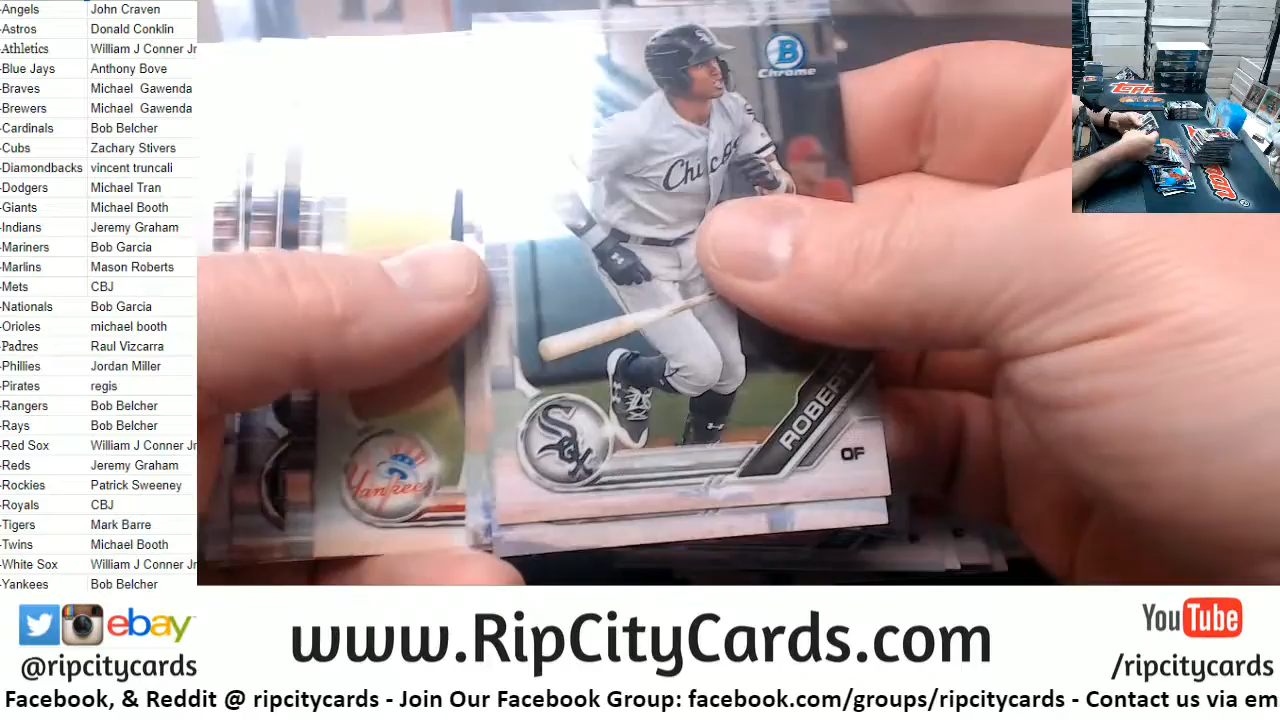 -Angels John Craven
-Astros Donald Conklin
-Athletics William J Conner Jr
-Blue Jays Anthony Bove
-Braves Michael Gawenda
-Brewers Michael Gawenda
-Cardinals Bob Belcher
-Cubs Zachary Stivers
-Diamondbacks vincent truncali
-Dodgers Michael Tran
-Giants Michael Booth
-Indians Jeremy Graham
-Mariners Bob Garcia
-Marlins Mason Roberts
-Mets CBJ
-Nationals Bob Garcia
-Orioles michael booth
-Padres Raul Vizcarra
-Phillies Jordan Miller
-Pirates regis
-Rangers Bob Belcher
-Rays Bob Belcher
-Red Sox William J Conner Jr
-Reds Jeremy Graham
-Rockies Patrick Sweeney
-Royals CBJ
-Tigers Mark Barre
-Twins Michael Booth
-White Sox William J Conner Jr
-Yankees Bob Belcher
B
Chrome
Chicago
ROBERT
OF
SOX
Yankees
TOPPS
ebay
@ripcitycards
www.RipCityCards.com
YouTube
/ripcitycards
Facebook, & Reddit @ ripcitycards - Join Our Facebook Group: facebook.com/groups/ripcitycards - Contact us via em